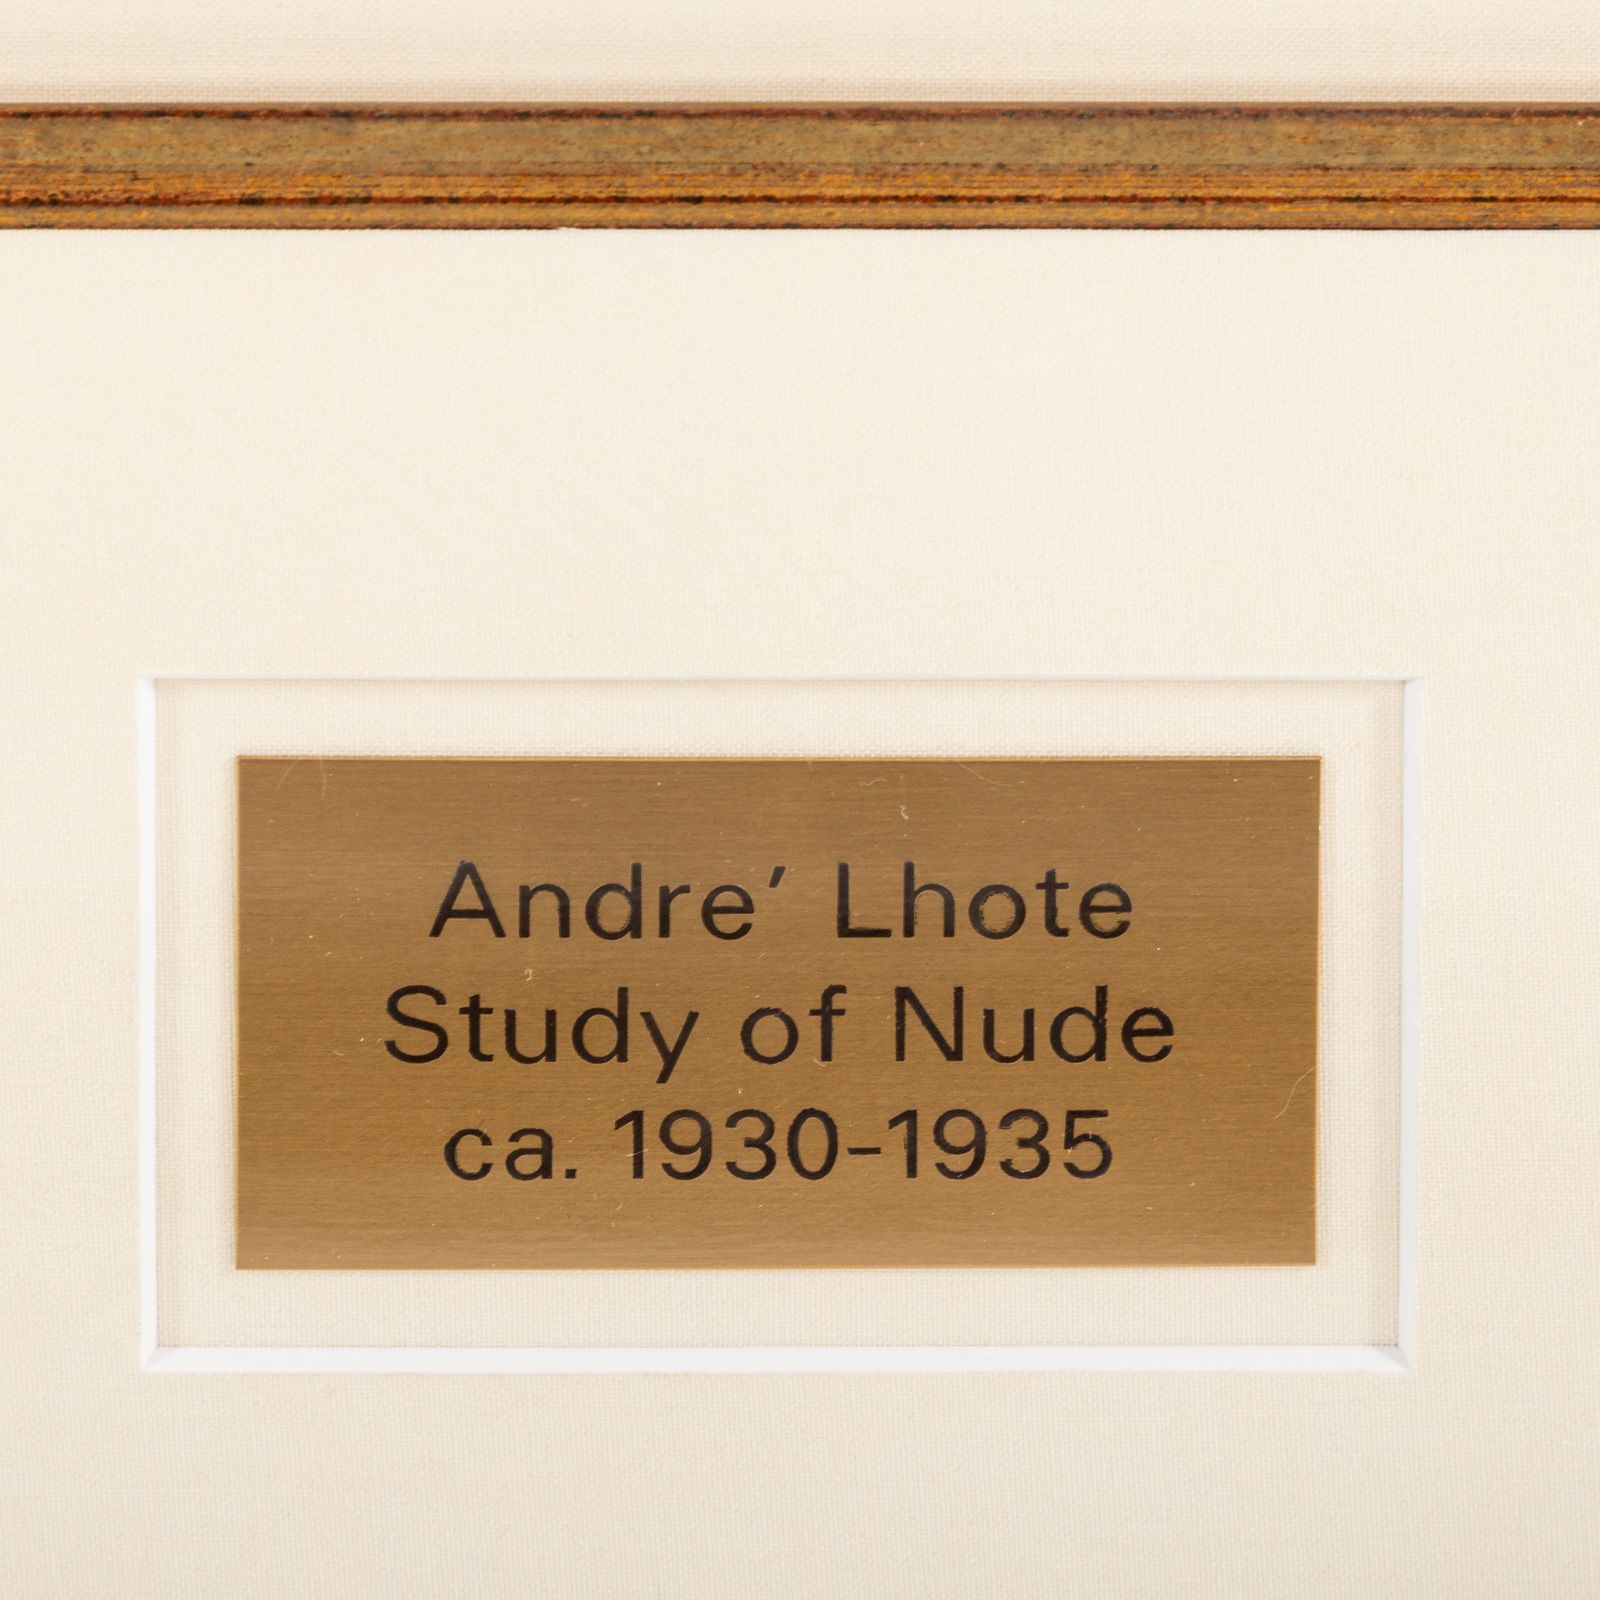 Andre′ Lhote
Study of Nude
ca. 1930-1935